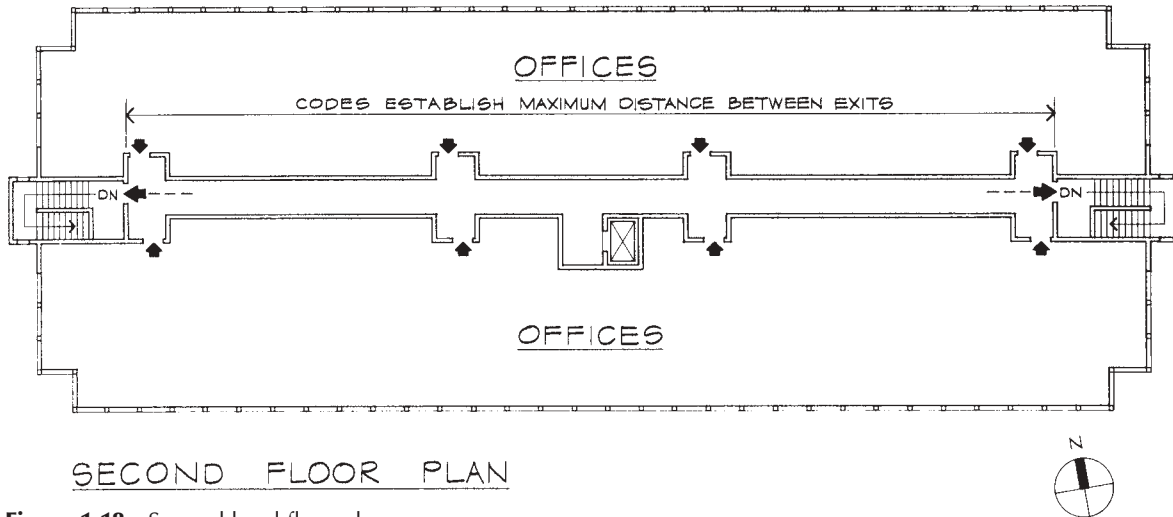 OFFICES
CODES ESTABLISH MAXIMUM DISTANCE BETWEEN EXITS
DN DN
OFFICES
SECOND FLOOR PLAN
N